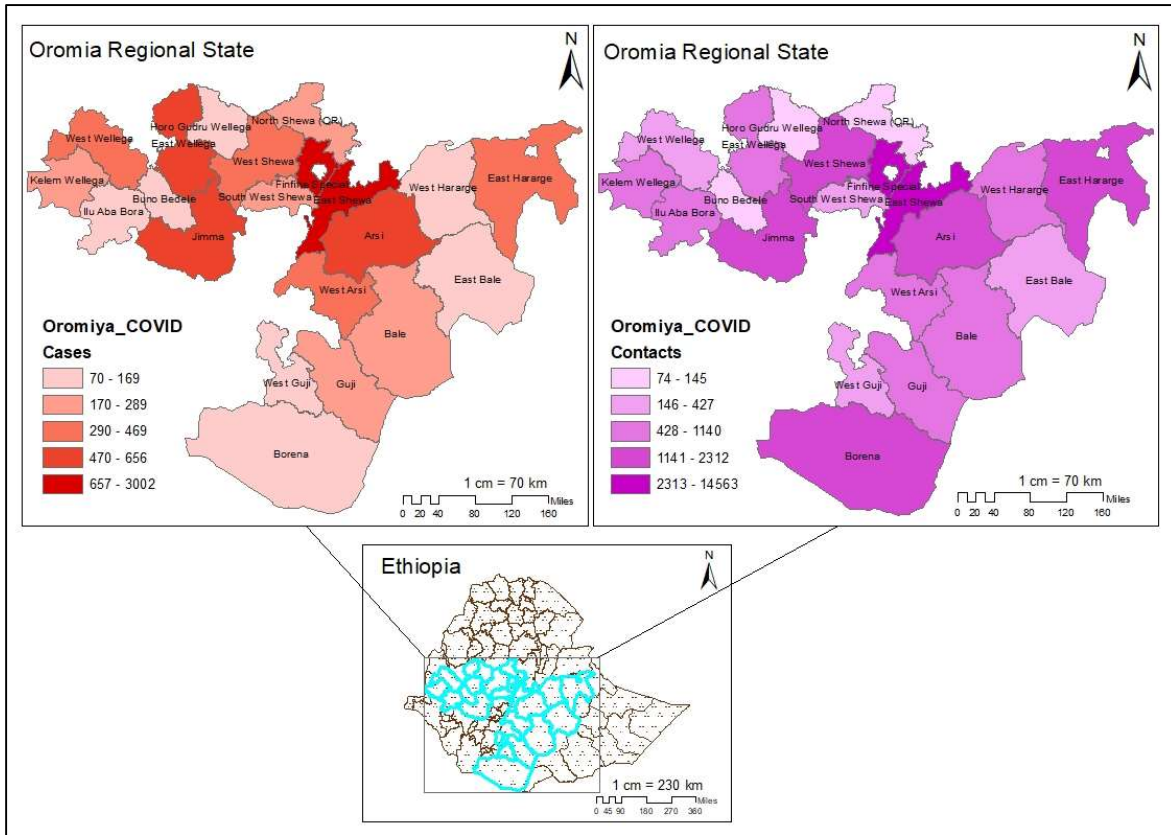 Oromia Regional State
N
North Shewa (OR)
Horo Gudru Wellega
West Wellega
East Wellega
West Shewa
Kelem Wellega
Finfine Special
South West Shewa
East Shewa
Buno Bedele
Ilu Aba Bora
Jimma
West Hararge
East Hararge
Arsi
East Bale
West Arsi
Bale
West Guji
Guji
Borena
Oromiya_COVID
Cases
70 - 169
170 - 289
290 - 469
470 - 656
657 - 3002
1 cm = 70 km
0 20 40 80 120 160
Miles
Oromia Regional State
N
North Shewa (OR)
Horo Gudru Wellega
West Wellega
East Wellega
West Shewa
Kelem Wellega
Finfine Special
South West Shewa
East Shewa
Buno Bedele
Ilu Aba Bora
Jimma
West Hararge
East Hararge
Arsi
East Bale
West Arsi
Bale
West Guji
Guji
Borena
Oromiya_COVID
Contacts
74 - 145
146 - 427
428 - 1140
1141 - 2312
2313 - 14563
1 cm = 70 km
0 20 40 80 120 160
Miles
Ethiopia
N
1 cm = 230 km
0 45 90 180 270 360
Miles